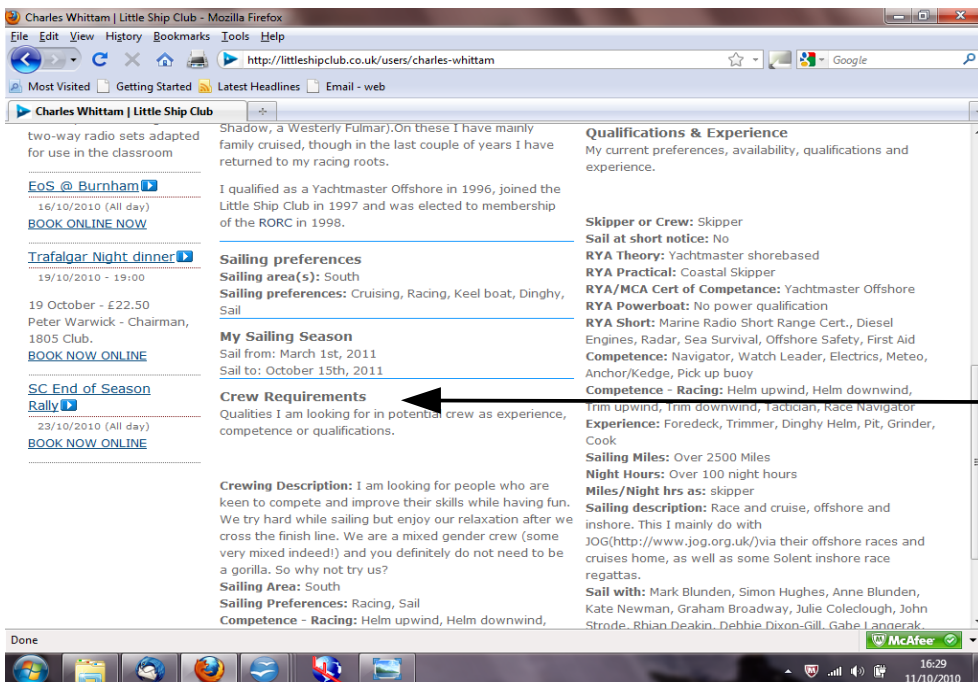 Charles Whittam | Little Ship Club - Mozilla Firefox
File Edit View History Bookmarks Tools Help
http://littleshipclub.co.uk/users/charles-whittam
Google
Most Visited Getting Started Latest Headlines Email - web
Charles Whittam | Little Ship Club
two-way radio sets adapted
for use in the classroom
EoS @ Burnham
16/10/2010 (All day)
BOOK ONLINE NOW
Trafalgar Night dinner
19/10/2010 - 19:00
19 October - £22.50
Peter Warwick - Chairman,
1805 Club.
BOOK NOW ONLINE
SC End of Season
Rally
23/10/2010 (All day)
BOOK NOW ONLINE
Shadow, a Westerly Fulmar).On these I have mainly
family cruised, though in the last couple of years I have
returned to my racing roots.
I qualified as a Yachtmaster Offshore in 1996, joined the
Little Ship Club in 1997 and was elected to membership
of the RORC in 1998.
Sailing preferences
Sailing area(s): South
Sailing preferences: Cruising, Racing, Keel boat, Dinghy,
Sail
My Sailing Season
Sail from: March 1st, 2011
Sail to: October 15th, 2011
Crew Requirements
Qualities I am looking for in potential crew as experience,
competence or qualifications.
Crewing Description: I am looking for people who are
keen to compete and improve their skills while having fun.
We try hard while sailing but enjoy our relaxation after we
cross the finish line. We are a mixed gender crew (some
very mixed indeed!) and you definitely do not need to be
a gorilla. So why not try us?
Sailing Area: South
Sailing Preferences: Racing, Sail
Competence - Racing: Helm upwind, Helm downwind,
Qualifications & Experience
My current preferences, availability, qualifications and
experience.
Skipper or Crew: Skipper
Sail at short notice: No
RYA Theory: Yachtmaster shorebased
RYA Practical: Coastal Skipper
RYA/MCA Cert of Competance: Yachtmaster Offshore
RYA Powerboat: No power qualification
RYA Short: Marine Radio Short Range Cert., Diesel
Engines, Radar, Sea Survival, Offshore Safety, First Aid
Competence: Navigator, Watch Leader, Electrics, Meteo,
Anchor/Kedge, Pick up buoy
Competence - Racing: Helm upwind, Helm downwind,
Trim upwind, Trim downwind, Tactician, Race Navigator
Experience: Foredeck, Trimmer, Dinghy Helm, Pit, Grinder,
Cook
Sailing Miles: Over 2500 Miles
Night Hours: Over 100 night hours
Miles/Night hrs as: skipper
Sailing description: Race and cruise, offshore and
inshore. This I mainly do with
JOG(http://www.jog.org.uk/)via their offshore races and
cruises home, as well as some Solent inshore race
regattas.
Sail with: Mark Blunden, Simon Hughes, Anne Blunden,
Kate Newman, Graham Broadway, Julie Coleclough, John
Strode, Rhian Deakin, Debbie Dixon-Gill, Gabe Langerak,
Done
McAfee
16:29
11/10/2010